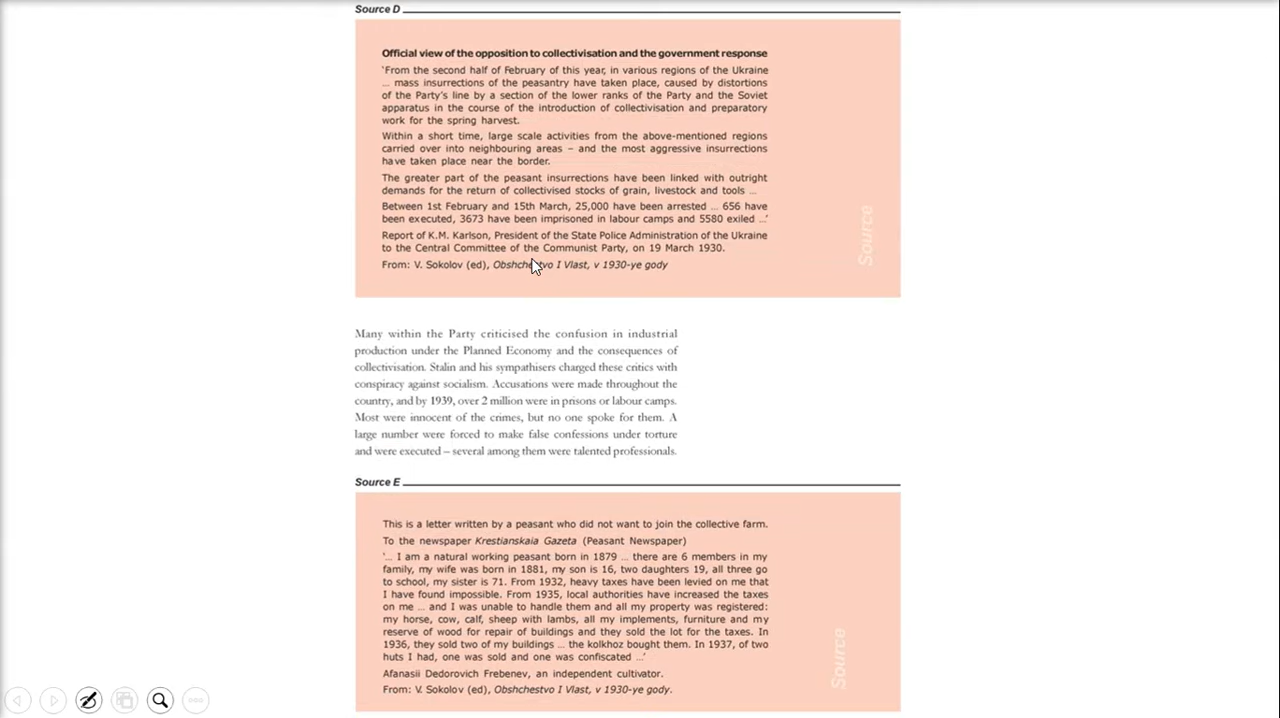 Source D
Official view of the opposition to collectivisation and the government response
'From the second half of February of this year, in various regions of the Ukraine
... mass insurrections of the peasantry have taken place, caused by distortions
of the Party's line by a section of the lower ranks of the Party and the Soviet
apparatus in the course of the introduction of collectivisation and preparatory
work for the spring harvest.
Within a short time, large scale activities from the above-mentioned regions
carried over into neighbouring areas – and the most aggressive insurrections
have taken place near the border.
The greater part of the peasant insurrections have been linked with outright
demands for the return of collectivised stocks of grain, livestock and tools ...
Between 1st February and 15th March, 25,000 have been arrested ... 656 have
been executed, 3673 have been imprisoned in labour camps and 5580 exiled ...'
Report of K.M. Karlson, President of the State Police Administration of the Ukraine
to the Central Committee of the Communist Party, on 19 March 1930.
From: V. Sokolov (ed), Obshchestvo I Vlast, v 1930-ye gody
Source
Many within the Party criticised the confusion in industrial
production under the Planned Economy and the consequences of
collectivisation. Stalin and his sympathisers charged these critics with
conspiracy against socialism. Accusations were made throughout the
country, and by 1939, over 2 million were in prisons or labour camps.
Most were innocent of the crimes, but no one spoke for them. A
large number were forced to make false confessions under torture
and were executed – several among them were talented professionals.
Source E
This is a letter written by a peasant who did not want to join the collective farm.
To the newspaper Krestianskaia Gazeta (Peasant Newspaper)
'... I am a natural working peasant born in 1879 ... there are 6 members in my
family, my wife was born in 1881, my son is 16, two daughters 19, all three go
to school, my sister is 71. From 1932, heavy taxes have been levied on me that
I have found impossible. From 1935, local authorities have increased the taxes
on me ... and I was unable to handle them and all my property was registered:
my horse, cow, calf, sheep with lambs, all my implements, furniture and my
reserve of wood for repair of buildings and they sold the lot for the taxes. In
1936, they sold two of my buildings ... the kolkhoz bought them. In 1937, of two
huts I had, one was sold and one was confiscated ...'
Afanasii Dedorovich Frebenev, an independent cultivator.
From: V. Sokolov (ed), Obshchestvo I Vlast, v 1930-ye gody.
Source